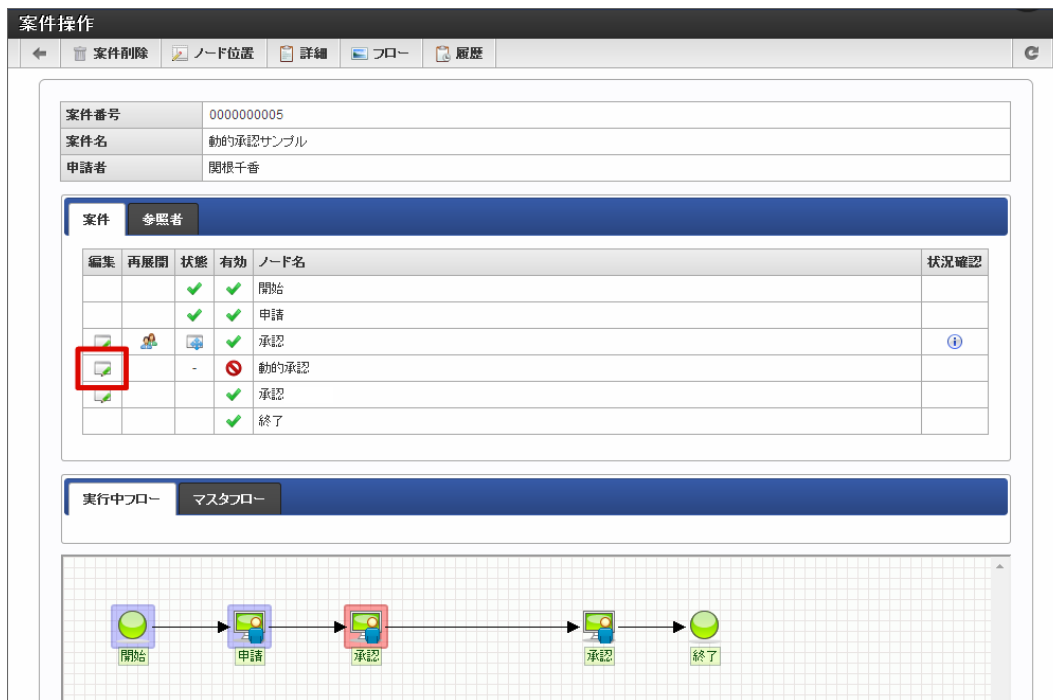 案件操作
案件削除 ノード位置 詳細 フロー 履歴
案件番号 0000000005
案件名 動的承認サンプル
申請者 関根千香
案件 参照者
編集 再展開 状態 有効 ノード名 状況確認
開始
申請
承認
- 動的承認
承認
終了
実行中フロー マスタフロー
開始 申請 承認 承認 終了